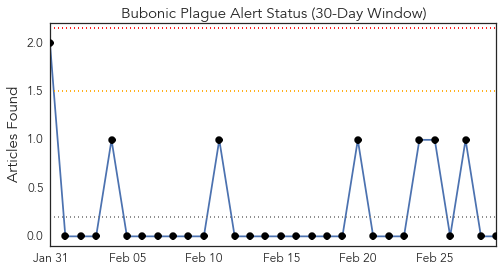 Bubonic Plague Alert Status (30-Day Window)
Articles Found
2.0
1.5
1.0
0.5
0.0
Jan 31 Feb 05 Feb 10 Feb 15 Feb 20 Feb 25